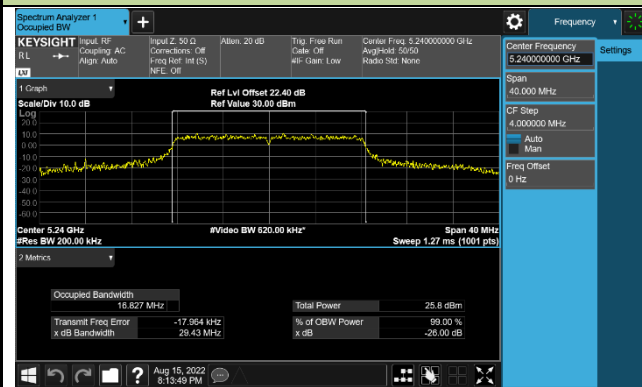 Spectrum Analyzer 1
Occupied BW
Frequency
KEYSIGHT
RL
Input: RF
Coupling: AC
Align: Auto
Input Z: 50 Ω
Corrections: Off
Freq Ref: Int (S)
NFE: Off
Atten: 20 dB
Trig: Free Run
Gate: Off
#IF Gain: Low
Center Freq: 5.240000000 GHz
Avg|Hold: 50/50
Radio Std: None
LXI
Center Frequency
5.240000000 GHz
Settings
Span
40.000 MHz
CF Step
4.000000 MHz
Auto
Man
Freq Offset
0 Hz
1 Graph
Scale/Div 10.0 dB
Ref Lvl Offset 22.40 dB
Ref Value 30.00 dBm
Log
20.0
10.0
0.00
-10.0
-20.0
-30.0
-40.0
-50.0
-60.0
Center 5.24 GHz
#Video BW 620.00 kHz*
Span 40 MHz
#Res BW 200.00 kHz
Sweep 1.27 ms (1001 pts)
2 Metrics
Occupied Bandwidth
16.827 MHz
Total Power
25.8 dBm
Transmit Freq Error
-17.964 kHz
% of OBW Power
99.00 %
x dB Bandwidth
29.43 MHz
x dB
-26.00 dB
Aug 15, 2022
8:13:49 PM